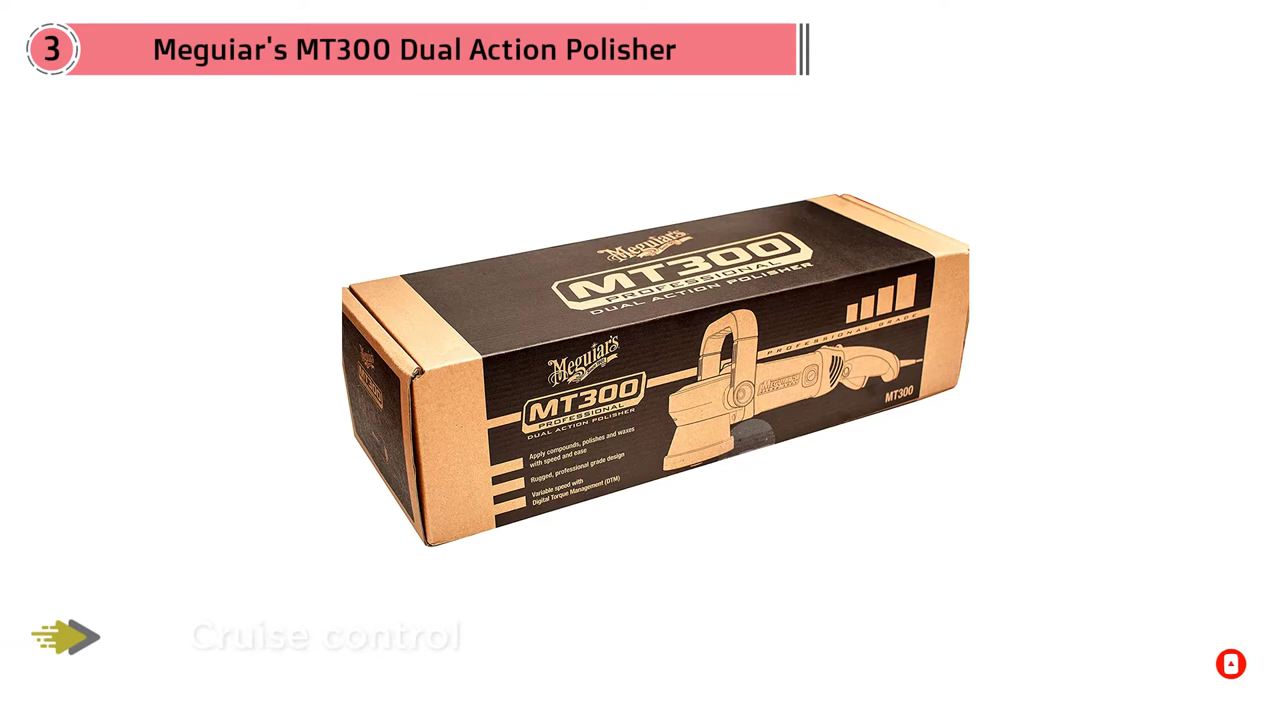 3
Meguiar's MT300 Dual Action Polisher
Meguiar's
MT300
PROFESSIONAL
DUAL ACTION POLISHER
PROFESSIONAL GRADE
Meguiar's
MT300
PROFESSIONAL
DUAL ACTION POLISHER
MT300
Apply compounds, polishes and waxes
with speed and ease
Rugged, professional grade design
Variable speed with
Digital Torque Management (DTM)
Meguiar's
MT300
Cruise control